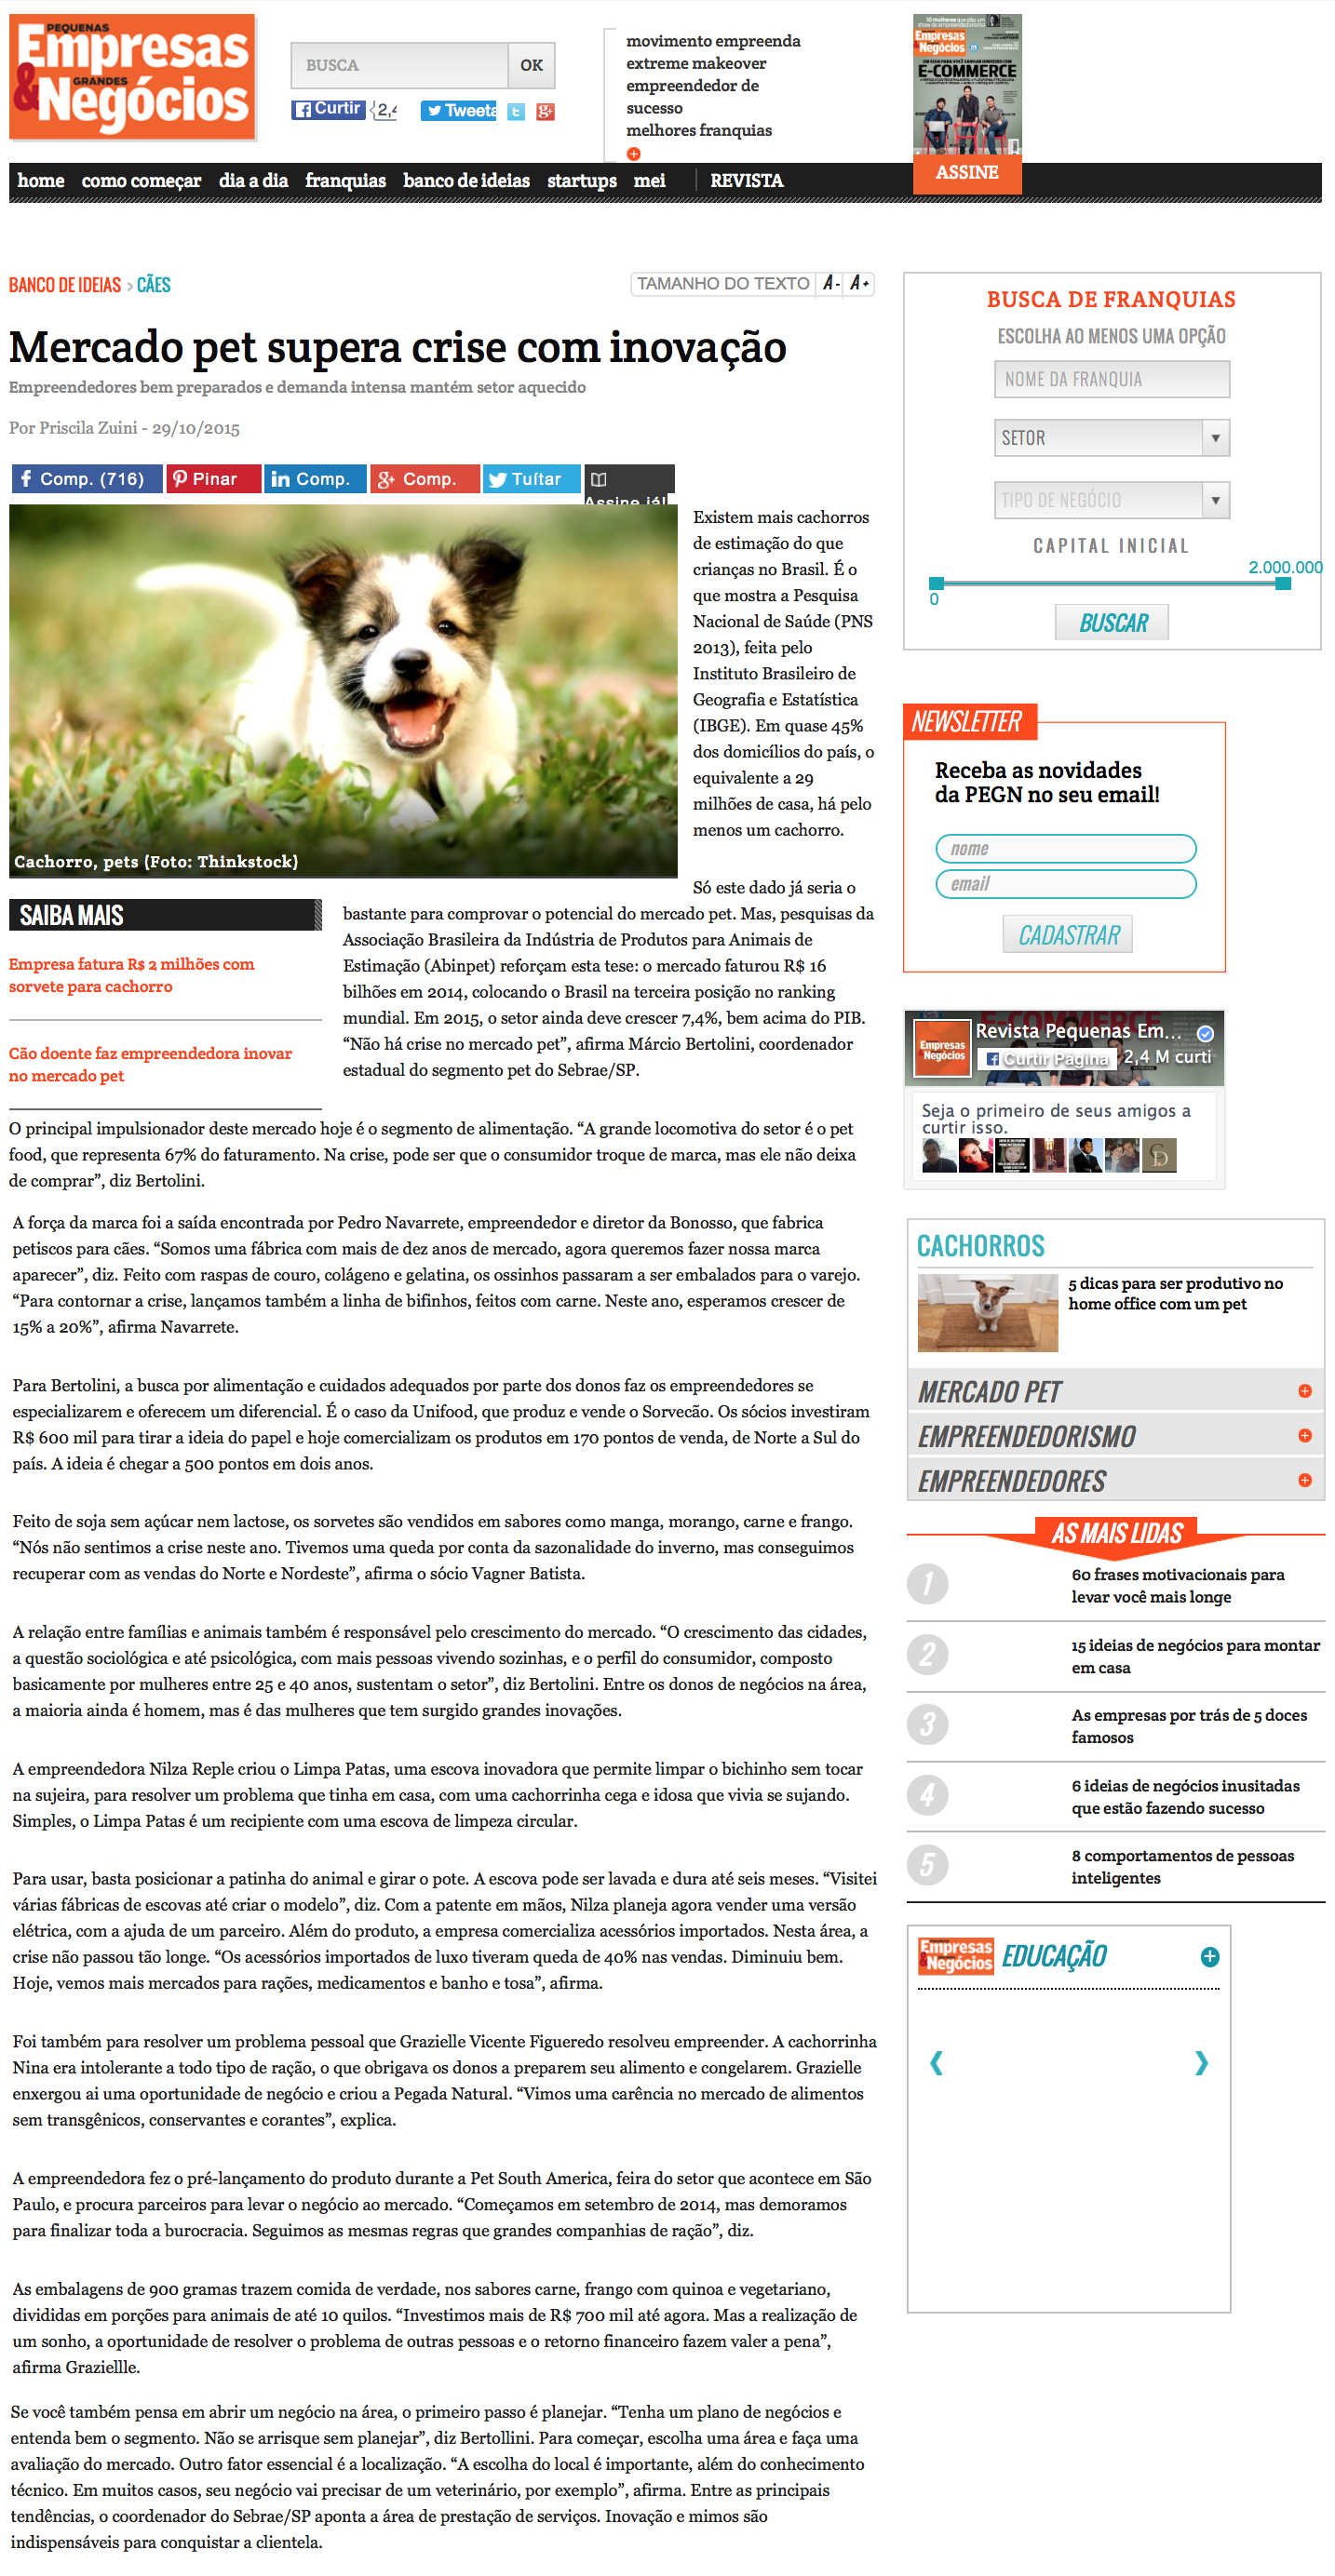 PEQUENAS
Empresas
& GRANDES
Negócios
BUSCA
OK
Curtir
2,4
Tweeta
movimento empreenda
extreme makeover
empreendedor de
sucesso
melhores franquias
Empresas
Negócios
E-COMMERCE
ASSINE
home como começar dia a dia franquias banco de ideias startups mei REVISTA
BANCO DE IDEIAS > CÃES
TAMANHO DO TEXTO A- A+
Mercado pet supera crise com inovação
Empreendedores bem preparados e demanda intensa mantém setor aquecido
Por Priscila Zuini - 29/10/2015
Comp. (716) Pinar Comp. Comp. Tuítar
Assine já!
Existem mais cachorros
de estimação do que
crianças no Brasil. É o
que mostra a Pesquisa
Nacional de Saúde (PNS
2013), feita pelo
Instituto Brasileiro de
Geografia e Estatística
(IBGE). Em quase 45%
dos domicílios do país, o
equivalente a 29
milhões de casa, há pelo
menos um cachorro.
Cachorro, pets (Foto: Thinkstock)
SAIBA MAIS
Empresa fatura R$ 2 milhões com
sorvete para cachorro
Cão doente faz empreendedora inovar
no mercado pet
Só este dado já seria o
bastante para comprovar o potencial do mercado pet. Mas, pesquisas da
Associação Brasileira da Indústria de Produtos para Animais de
Estimação (Abinpet) reforçam esta tese: o mercado faturou R$ 16
bilhões em 2014, colocando o Brasil na terceira posição no ranking
mundial. Em 2015, o setor ainda deve crescer 7,4%, bem acima do PIB.
“Não há crise no mercado pet”, afirma Márcio Bertolini, coordenador
estadual do segmento pet do Sebrae/SP.
O principal impulsionador deste mercado hoje é o segmento de alimentação. “A grande locomotiva do setor é o pet
food, que representa 67% do faturamento. Na crise, pode ser que o consumidor troque de marca, mas ele não deixa
de comprar”, diz Bertolini.
A força da marca foi a saída encontrada por Pedro Navarrete, empreendedor e diretor da Bonosso, que fabrica
petiscos para cães. “Somos uma fábrica com mais de dez anos de mercado, agora queremos fazer nossa marca
aparecer”, diz. Feito com raspas de couro, colágeno e gelatina, os ossinhos passaram a ser embalados para o varejo.
“Para contornar a crise, lançamos também a linha de bifinhos, feitos com carne. Neste ano, esperamos crescer de
15% a 20%”, afirma Navarrete.
Para Bertolini, a busca por alimentação e cuidados adequados por parte dos donos faz os empreendedores se
especializarem e oferecem um diferencial. É o caso da Unifood, que produz e vende o Sorvecão. Os sócios investiram
R$ 600 mil para tirar a ideia do papel e hoje comercializam os produtos em 170 pontos de venda, de Norte a Sul do
país. A ideia é chegar a 500 pontos em dois anos.
Feito de soja sem açúcar nem lactose, os sorvetes são vendidos em sabores como manga, morango, carne e frango.
“Nós não sentimos a crise neste ano. Tivemos uma queda por conta da sazonalidade do inverno, mas conseguimos
recuperar com as vendas do Norte e Nordeste”, afirma o sócio Vagner Batista.
A relação entre famílias e animais também é responsável pelo crescimento do mercado. “O crescimento das cidades,
a questão sociológica e até psicológica, com mais pessoas vivendo sozinhas, e o perfil do consumidor, composto
basicamente por mulheres entre 25 e 40 anos, sustentam o setor”, diz Bertolini. Entre os donos de negócios na área,
a maioria ainda é homem, mas é das mulheres que tem surgido grandes inovações.
A empreendedora Nilza Reple criou o Limpa Patas, uma escova inovadora que permite limpar o bichinho sem tocar
na sujeira, para resolver um problema que tinha em casa, com uma cachorrinha cega e idosa que vivia se sujando.
Simples, o Limpa Patas é um recipiente com uma escova de limpeza circular.
Para usar, basta posicionar a patinha do animal e girar o pote. A escova pode ser lavada e dura até seis meses. “Visitei
várias fábricas de escovas até criar o modelo”, diz. Com a patente em mãos, Nilza planeja agora vender uma versão
elétrica, com a ajuda de um parceiro. Além do produto, a empresa comercializa acessórios importados. Nesta área, a
crise não passou tão longe. “Os acessórios importados de luxo tiveram queda de 40% nas vendas. Diminuiu bem.
Hoje, vemos mais mercados para rações, medicamentos e banho e tosa”, afirma.
Foi também para resolver um problema pessoal que Grazielle Vicente Figueredo resolveu empreender. A cachorrinha
Nina era intolerante a todo tipo de ração, o que obrigava os donos a preparem seu alimento e congelarem. Grazielle
enxergou ai uma oportunidade de negócio e criou a Pegada Natural. “Vimos uma carência no mercado de alimentos
sem transgênicos, conservantes e corantes”, explica.
A empreendedora fez o pré-lançamento do produto durante a Pet South America, feira do setor que acontece em São
Paulo, e procura parceiros para levar o negócio ao mercado. “Começamos em setembro de 2014, mas demoramos
para finalizar toda a burocracia. Seguimos as mesmas regras que grandes companhias de ração”, diz.
As embalagens de 900 gramas trazem comida de verdade, nos sabores carne, frango com quinoa e vegetariano,
divididas em porções para animais de até 10 quilos. “Investimos mais de R$ 700 mil até agora. Mas a realização de
um sonho, a oportunidade de resolver o problema de outras pessoas e o retorno financeiro fazem valer a pena”,
afirma Graziellle.
Se você também pensa em abrir um negócio na área, o primeiro passo é planejar. “Tenha um plano de negócios e
entenda bem o segmento. Não se arrisque sem planejar”, diz Bertollini. Para começar, escolha uma área e faça uma
avaliação do mercado. Outro fator essencial é a localização. “A escolha do local é importante, além do conhecimento
técnico. Em muitos casos, seu negócio vai precisar de um veterinário, por exemplo”, afirma. Entre as principais
tendências, o coordenador do Sebrae/SP aponta a área de prestação de serviços. Inovação e mimos são
indispensáveis para conquistar a clientela.
BUSCA DE FRANQUIAS
ESCOLHA AO MENOS UMA OPÇÃO
NOME DA FRANQUIA
SETOR
TIPO DE NEGÓCIO
CAPITAL INICIAL
2.000.000
0
BUSCAR
NEWSLETTER
Receba as novidades
da PEGN no seu email!
nome
email
CADASTRAR
Empresas
Negócios
Revista Pequenas Em...
Curtir Página
2,4 M curti
Seja o primeiro de seus amigos a
curtir isso.
CACHORROS
5 dicas para ser produtivo no
home office com um pet
MERCADO PET
EMPREENDEDORISMO
EMPREENDEDORES
AS MAIS LIDAS
1
60 frases motivacionais para
levar você mais longe
2
15 ideias de negócios para montar
em casa
3
As empresas por trás de 5 doces
famosos
4
6 ideias de negócios inusitadas
que estão fazendo sucesso
5
8 comportamentos de pessoas
inteligentes
Empresas
Negócios
EDUCAÇÃO